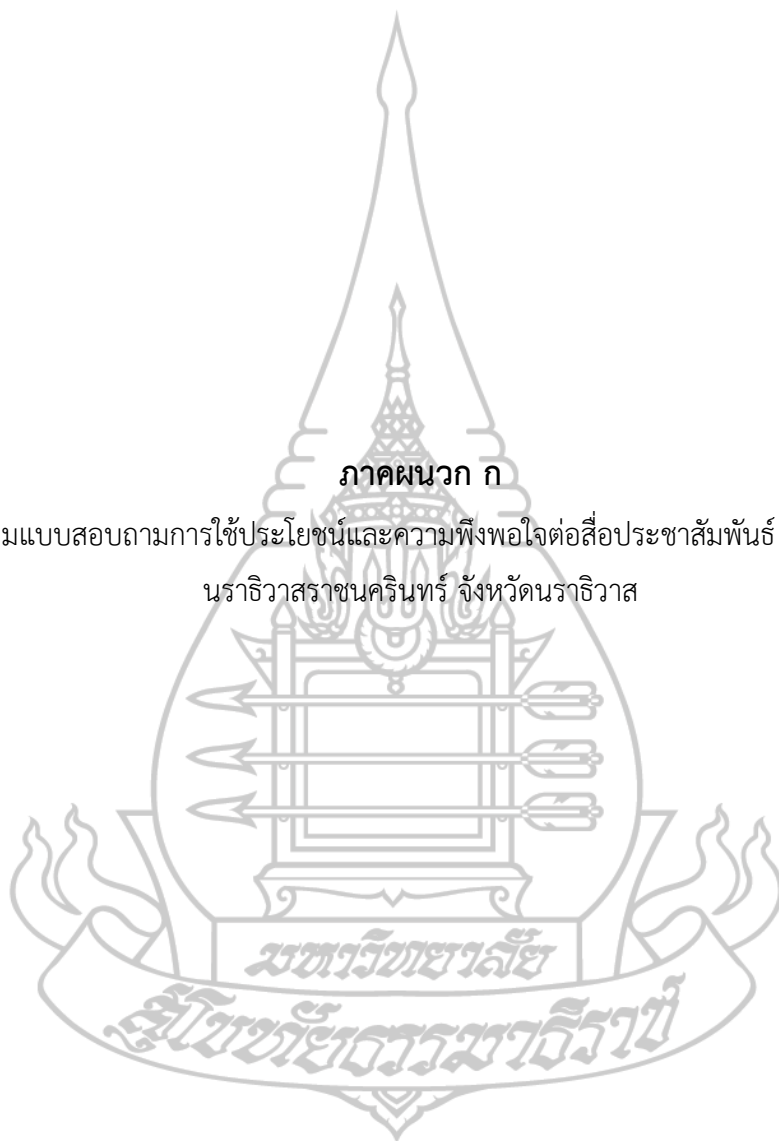 ภาคผนวก ก
มแบบสอบถามการใช้ประโยชน์และความพึงพอใจต่อสื่อประชาสัมพันธ์
นราธิวาสราชนครินทร์ จังหวัดนราธิวาส
มหาวิทยาลัย
สุโขทัยธรรมาธิราช